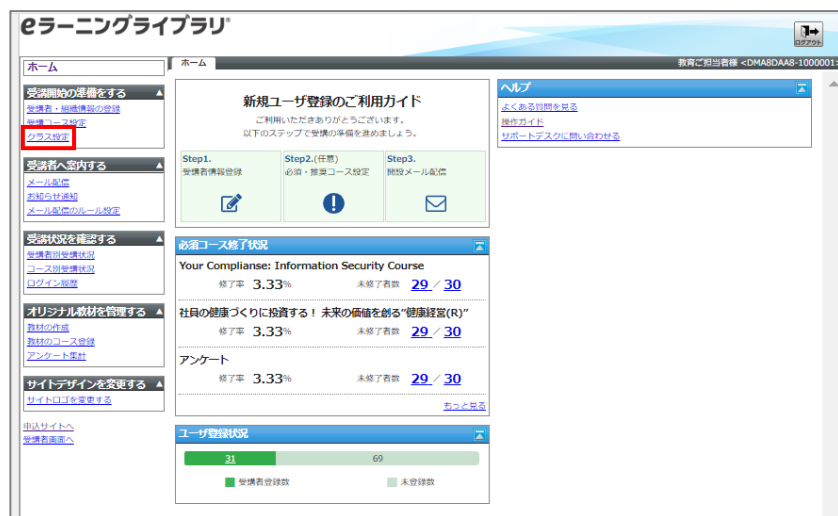 eラーニングライブラリ®
ログアウト
ホーム
ホーム
教育ご担当者様 <DMA8DAA8-1000001>
受講開始の準備をする
受講者・組織情報の登録
受講コース設定
クラス設定
受講者へ案内する
メール配信
お知らせ通知
メール配信のルール設定
受講状況を確認する
受講者別受講状況
コース別受講状況
ログイン履歴
オリジナル教材を管理する
教材の作成
教材のコース登録
アンケート集計
サイトデザインを変更する
サイトロゴを変更する
申込サイトへ
受講者画面へ
新規ユーザ登録のご利用ガイド
ご利用いただきありがとうございます。
以下のステップで受講の準備を進めましょう。
Step1.
受講者情報登録
Step2.(任意)
必須・推奨コース設定
Step3.
開設メール配信
必須コース修了状況
Your Complianse: Information Security Course
修了率 3.33% 未修了者数 29 / 30
社員の健康づくりに投資する！ 未来の価値を創る"健康経営(R)"
修了率 3.33% 未修了者数 29 / 30
アンケート
修了率 3.33% 未修了者数 29 / 30
もっと見る
ユーザ登録状況
31 69
受講者登録数 未登録数
ヘルプ
よくある質問を見る
操作ガイド
サポートデスクに問い合わせる